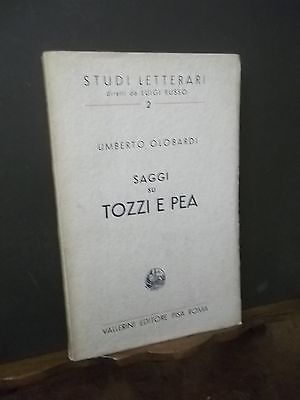 STUDI LETTERARI
diretti da LUIGI RUSSO
2
UMBERTO OLOBARDI
SAGGI
su
TOZZI E PEA
VALLERINI EDITORE PISA ROMA